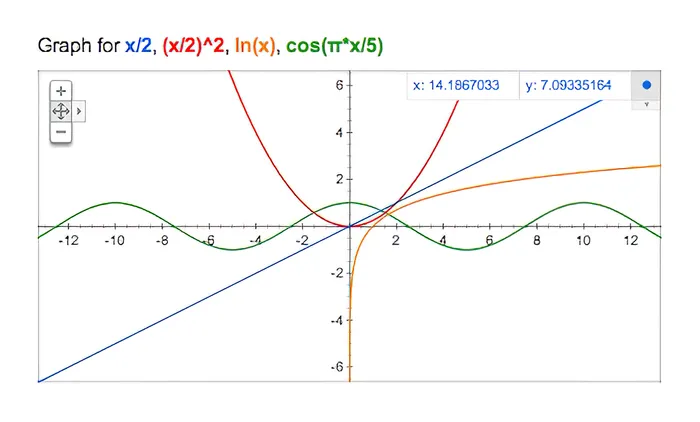 Graph for x/2, (x/2)^2, ln(x), cos(π*x/5)
x: 14.1867033 y: 7.09335164
6
4
2
-12 -10 -8 -6 -4 -2 2 4 6 8 10 12
-2
-4
-6